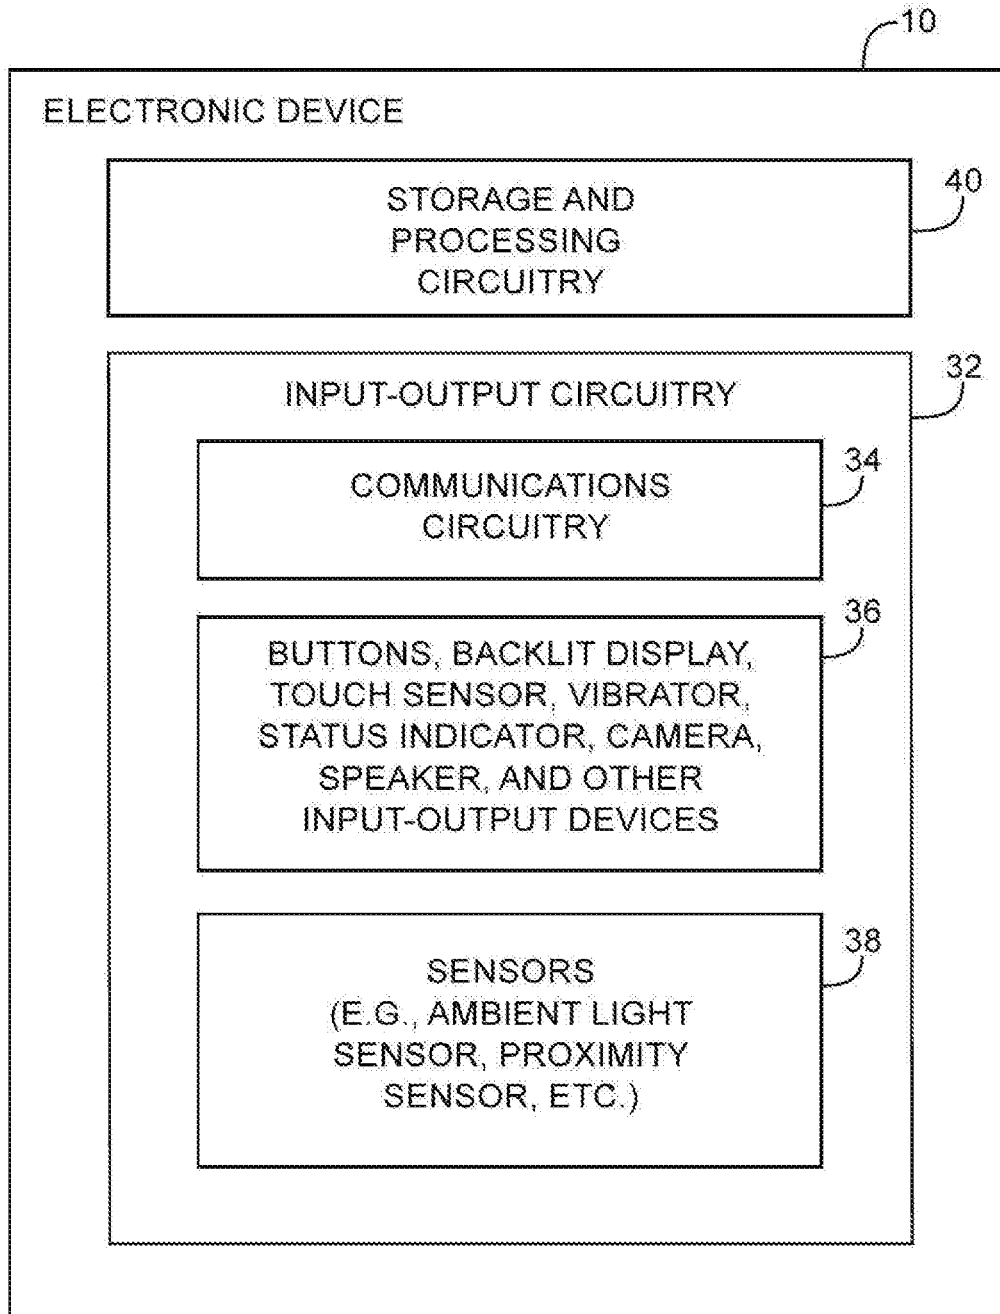 10
ELECTRONIC DEVICE
STORAGE AND
PROCESSING
CIRCUITRY
40
INPUT-OUTPUT CIRCUITRY
32
COMMUNICATIONS
CIRCUITRY
34
BUTTONS, BACKLIT DISPLAY,
TOUCH SENSOR, VIBRATOR,
STATUS INDICATOR, CAMERA,
SPEAKER, AND OTHER
INPUT-OUTPUT DEVICES
36
SENSORS
(E.G., AMBIENT LIGHT
SENSOR, PROXIMITY
SENSOR, ETC.)
38